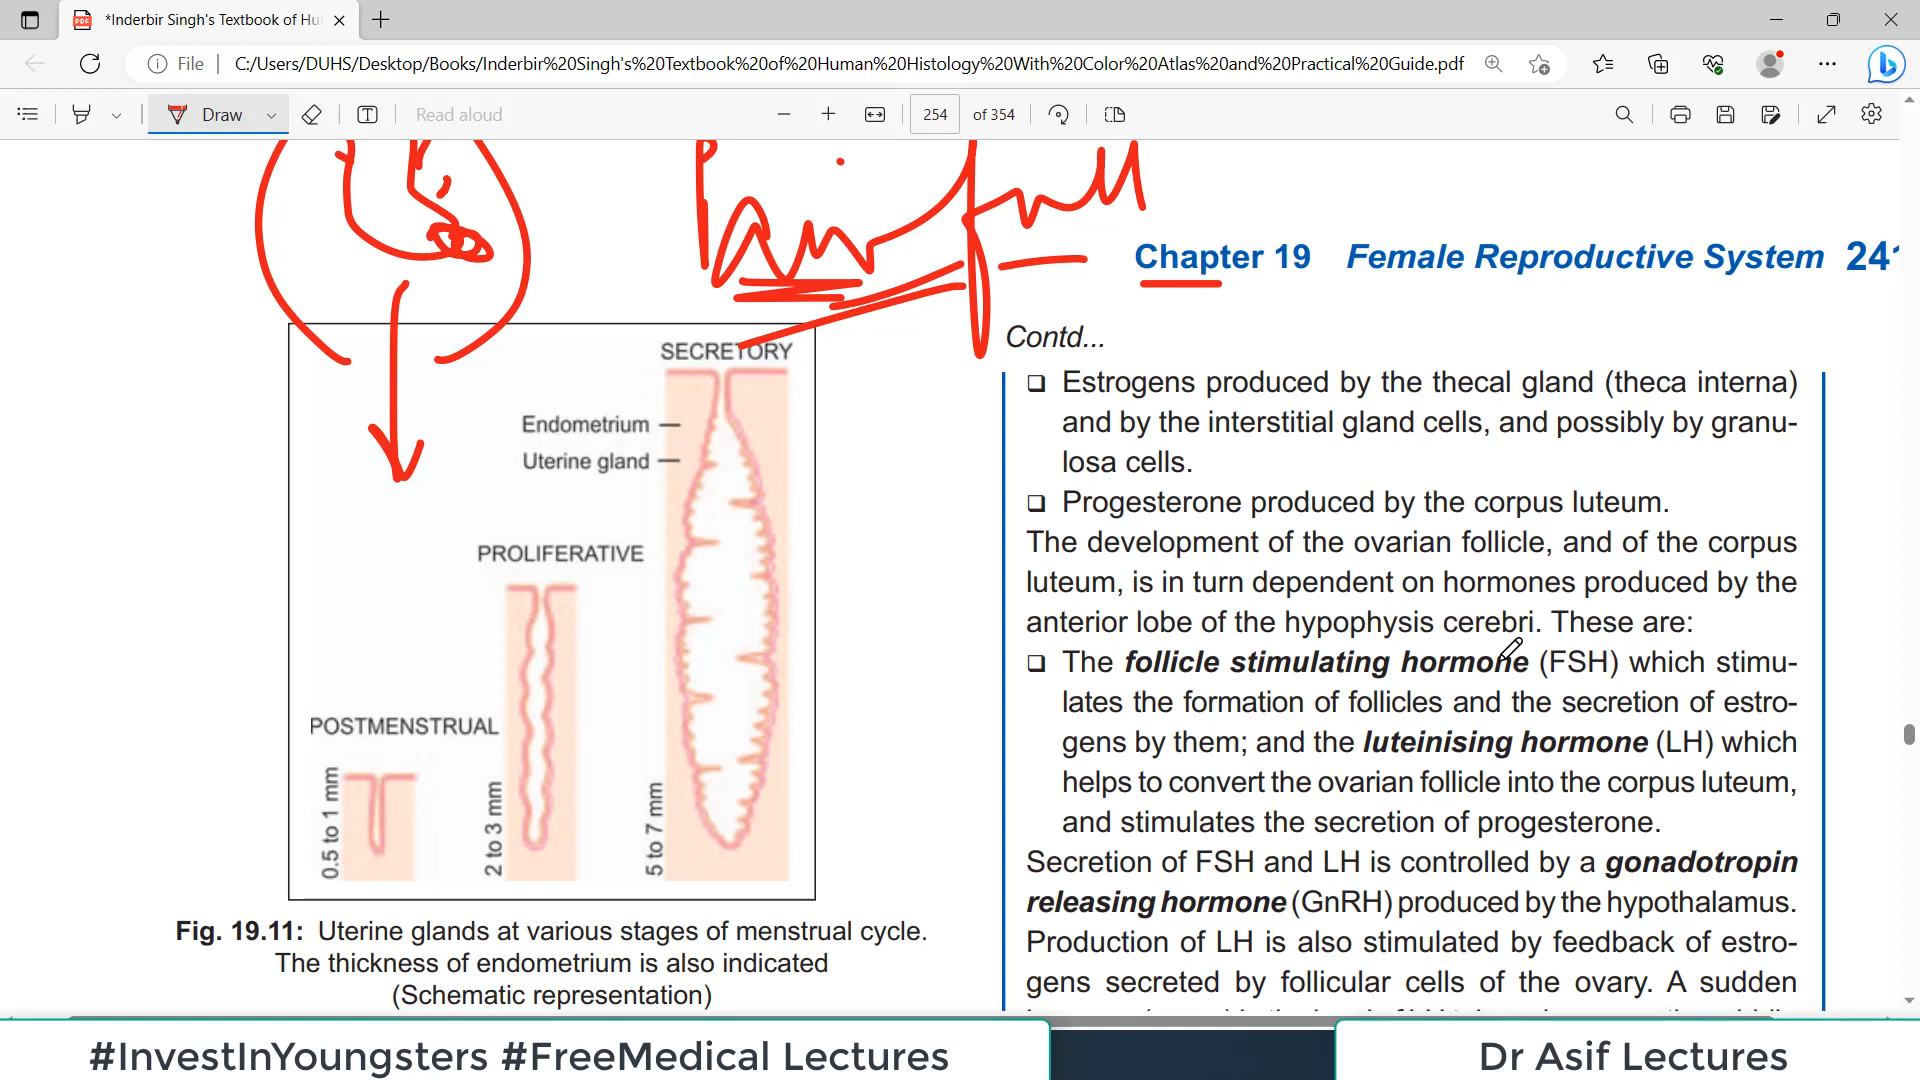 *Inderbir Singh's Textbook of Hu
File
C:/Users/DUHS/Desktop/Books/Inderbir%20Singh's%20Textbook%20of%20Human%20Histology%20With%20Color%20Atlas%20and%20Practical%20Guide.pdf
Draw
Read aloud
254 of 354
Painful
Chapter 19 Female Reproductive System 241
SECRETORY
Endometrium
Uterine gland
PROLIFERATIVE
POSTMENSTRUAL
0.5 to 1 mm
2 to 3 mm
5 to 7 mm
Fig. 19.11: Uterine glands at various stages of menstrual cycle.
The thickness of endometrium is also indicated
(Schematic representation)
Contd...
❑ Estrogens produced by the thecal gland (theca interna)
and by the interstitial gland cells, and possibly by granu-
losa cells.
❑ Progesterone produced by the corpus luteum.
The development of the ovarian follicle, and of the corpus
luteum, is in turn dependent on hormones produced by the
anterior lobe of the hypophysis cerebri. These are:
❑ The follicle stimulating hormone (FSH) which stimu-
lates the formation of follicles and the secretion of estro-
gens by them; and the luteinising hormone (LH) which
helps to convert the ovarian follicle into the corpus luteum,
and stimulates the secretion of progesterone.
Secretion of FSH and LH is controlled by a gonadotropin
releasing hormone (GnRH) produced by the hypothalamus.
Production of LH is also stimulated by feedback of estro-
gens secreted by follicular cells of the ovary. A sudden
#InvestInYoungsters #FreeMedical Lectures
Dr Asif Lectures